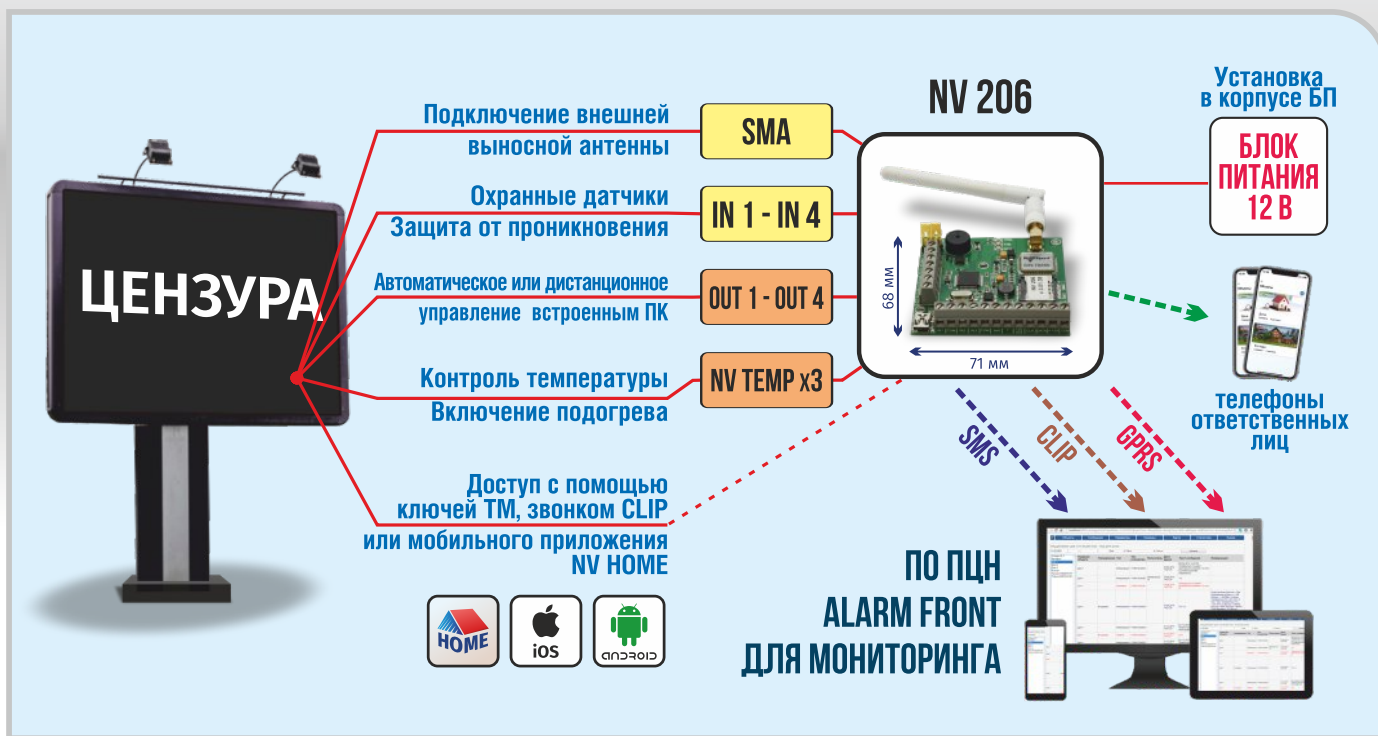 ЦЕНЗУРА
Подключение внешней
выносной антенны
SMA
Охранные датчики
Защита от проникновения
IN 1 - IN 4
Автоматическое или дистанционное
управление встроенным ПК
OUT 1 - OUT 4
Контроль температуры
Включение подогрева
NV TEMP x3
Доступ с помощью
ключей ТМ, звонком CLIP
или мобильного приложения
NV HOME
HOME
iOS
ANDROID
NV 206
68 мм
71 мм
Установка
в корпусе БП
БЛОК
ПИТАНИЯ
12 В
телефоны
ответственных
лиц
SMS
CLIP
GPRS
ПО ПЦН
ALARM FRONT
ДЛЯ МОНИТОРИНГА